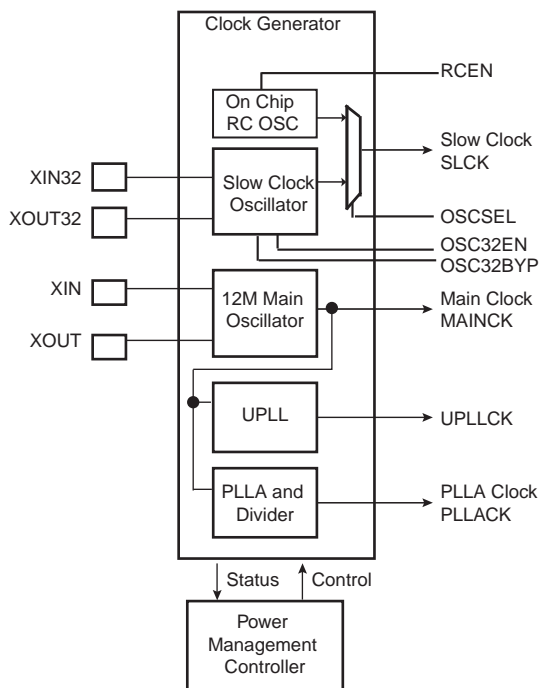 Clock Generator
RCEN
On Chip
RC OSC
Slow Clock
SLCK
XIN32
Slow Clock
Oscillator
XOUT32
OSCSEL
OSC32EN
OSC32BYP
XIN
12M Main
Oscillator
Main Clock
MAINCK
XOUT
UPLL
UPLLCK
PLLA and
Divider
PLLA Clock
PLLACK
Status
Control
Power
Management
Controller